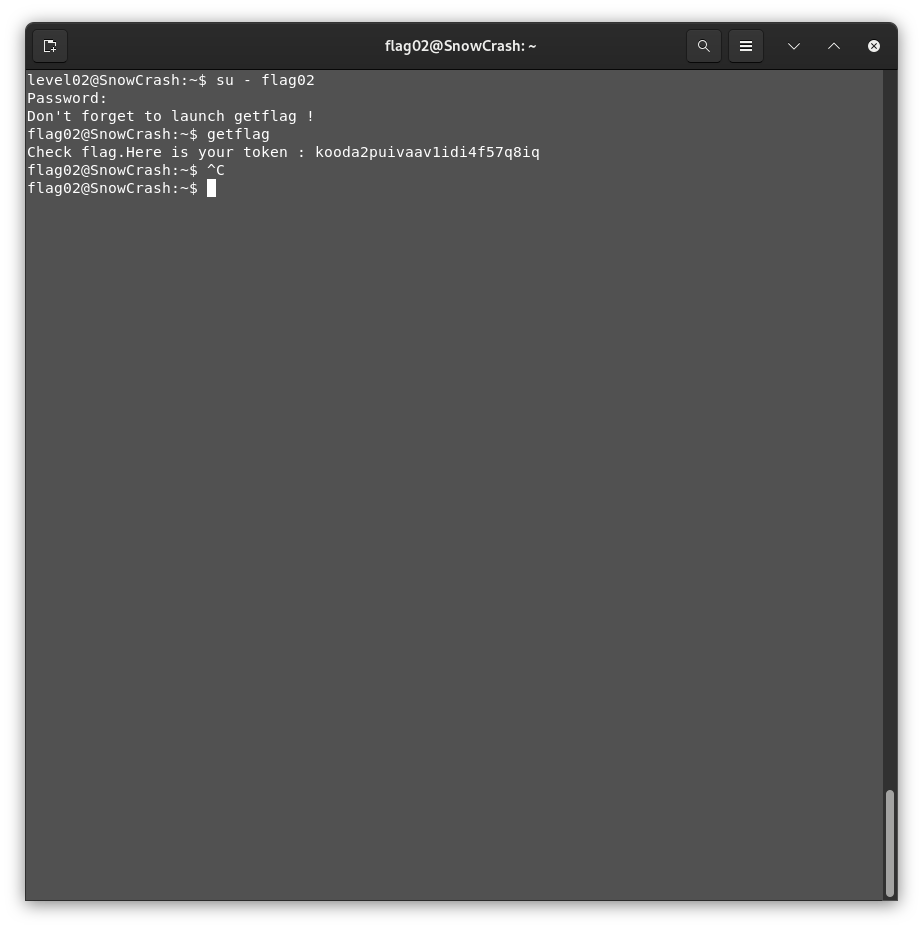 flag02@SnowCrash: ~
level02@SnowCrash:~$ su - flag02
Password:
Don't forget to launch getflag !
flag02@SnowCrash:~$ getflag
Check flag.Here is your token : kooda2puivaav1idi4f57q8iq
flag02@SnowCrash:~$ ^C
flag02@SnowCrash:~$